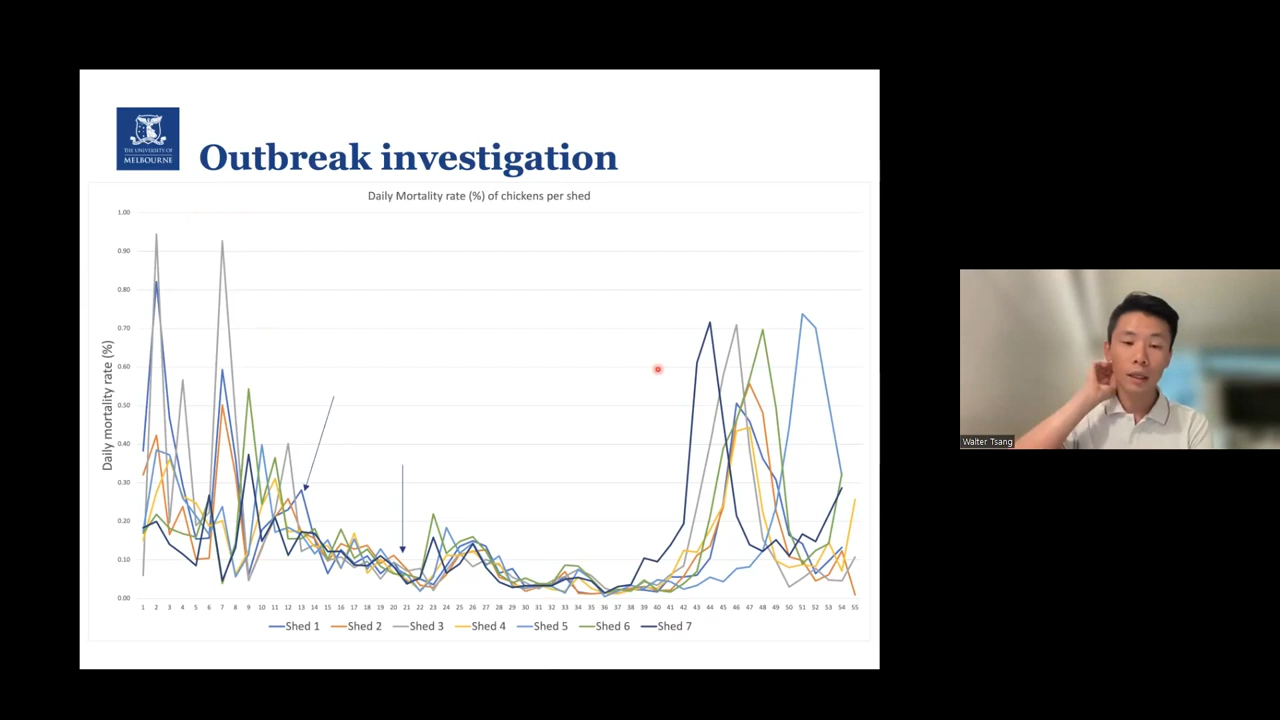 THE UNIVERSITY OF
MELBOURNE
Outbreak investigation
Daily Mortality rate (%) of chickens per shed
Daily mortality rate (%)
1.00
0.90
0.80
0.70
0.60
0.50
0.40
0.30
0.20
0.10
0.00
1 2 3 4 5 6 7 8 9 10 11 12 13 14 15 16 17 18 19 20 21 22 23 24 25 26 27 28 29 30 31 32 33 34 35 36 37 38 39 40 41 42 43 44 45 46 47 48 49 50 51 52 53 54 55
Shed 1 Shed 2 Shed 3 Shed 4 Shed 5 Shed 6 Shed 7
Walter Tsang